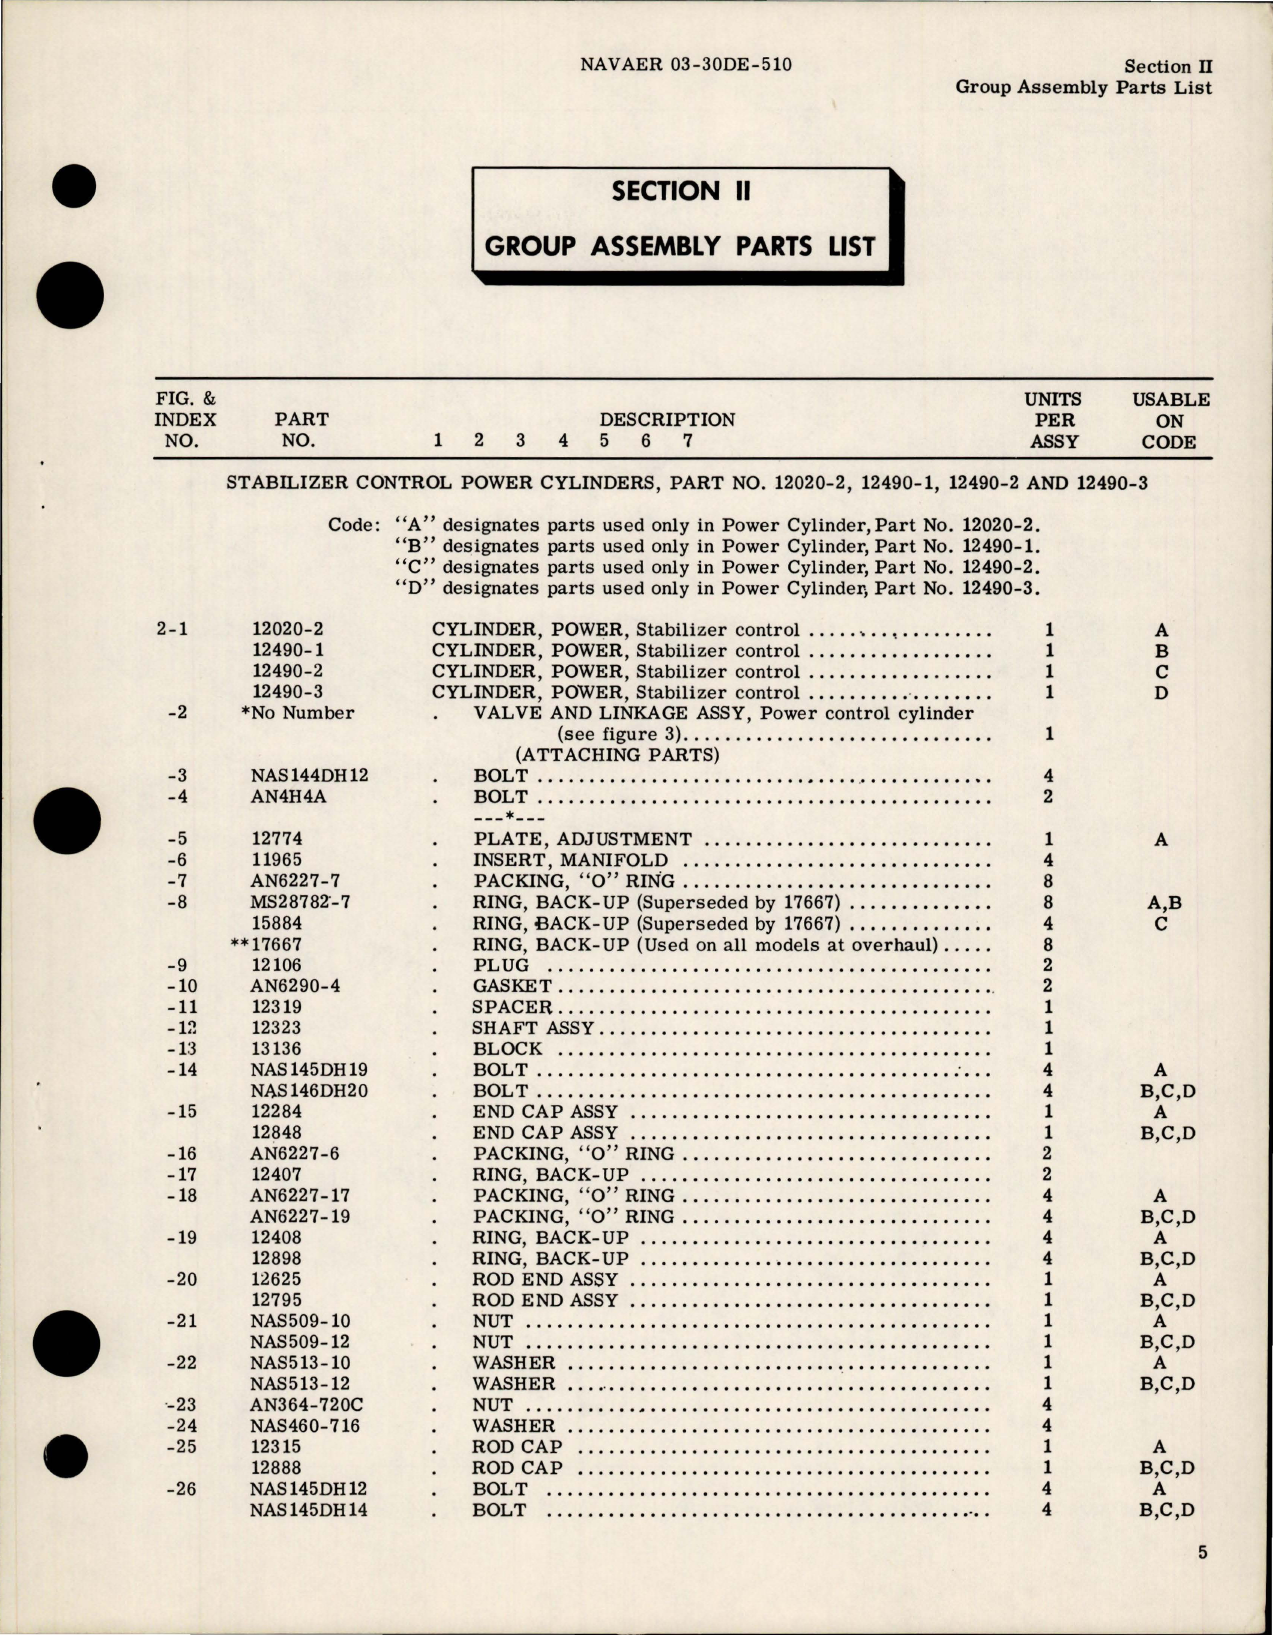 NAVAER 03-30DE-510
Section II
Group Assembly Parts List
SECTION II
GROUP ASSEMBLY PARTS LIST
FIG. & INDEX NO. PART NO. DESCRIPTION 1 2 3 4 5 6 7 UNITS PER ASSY USABLE ON CODE
STABILIZER CONTROL POWER CYLINDERS, PART NO. 12020-2, 12490-1, 12490-2 AND 12490-3
Code: "A" designates parts used only in Power Cylinder, Part No. 12020-2.
"B" designates parts used only in Power Cylinder, Part No. 12490-1.
"C" designates parts used only in Power Cylinder, Part No. 12490-2.
"D" designates parts used only in Power Cylinder, Part No. 12490-3.
2-1 12020-2 CYLINDER, POWER, Stabilizer control .................. 1 A
12490-1 CYLINDER, POWER, Stabilizer control .................. 1 B
12490-2 CYLINDER, POWER, Stabilizer control .................. 1 C
12490-3 CYLINDER, POWER, Stabilizer control .................. 1 D
-2 *No Number . VALVE AND LINKAGE ASSY, Power control cylinder
(see figure 3).............................. 1
(ATTACHING PARTS)
-3 NAS144DH12 . BOLT ............................................ 4
-4 AN4H4A . BOLT ............................................ 2
---*---
-5 12774 . PLATE, ADJUSTMENT ............................ 1 A
-6 11965 . INSERT, MANIFOLD .............................. 4
-7 AN6227-7 . PACKING, "O" RING .............................. 8
-8 MS28782-7 . RING, BACK-UP (Superseded by 17667) .............. 8 A,B
15884 . RING, BACK-UP (Superseded by 17667) .............. 4 C
**17667 . RING, BACK-UP (Used on all models at overhaul) ..... 8
-9 12106 . PLUG ........................................... 2
-10 AN6290-4 . GASKET .......................................... 2
-11 12319 . SPACER .......................................... 1
-12 12323 . SHAFT ASSY ...................................... 1
-13 13136 . BLOCK .......................................... 1
-14 NAS145DH19 . BOLT ............................................ 4 A
NAS146DH20 . BOLT ............................................ 4 B,C,D
-15 12284 . END CAP ASSY ................................... 1 A
12848 . END CAP ASSY ................................... 1 B,C,D
-16 AN6227-6 . PACKING, "O" RING .............................. 2
-17 12407 . RING, BACK-UP .................................. 2
-18 AN6227-17 . PACKING, "O" RING .............................. 4 A
AN6227-19 . PACKING, "O" RING .............................. 4 B,C,D
-19 12408 . RING, BACK-UP .................................. 4 A
12898 . RING, BACK-UP .................................. 4 B,C,D
-20 12625 . ROD END ASSY ................................... 1 A
12795 . ROD END ASSY ................................... 1 B,C,D
-21 NAS509-10 . NUT ............................................. 1 A
NAS509-12 . NUT ............................................. 1 B,C,D
-22 NAS513-10 . WASHER ......................................... 1 A
NAS513-12 . WASHER ......................................... 1 B,C,D
-23 AN364-720C . NUT ............................................. 4
-24 NAS460-716 . WASHER ......................................... 4
-25 12315 . ROD CAP ........................................ 1 A
12888 . ROD CAP ........................................ 1 B,C,D
-26 NAS145DH12 . BOLT ........................................... 4 A
NAS145DH14 . BOLT ........................................... 4 B,C,D
5